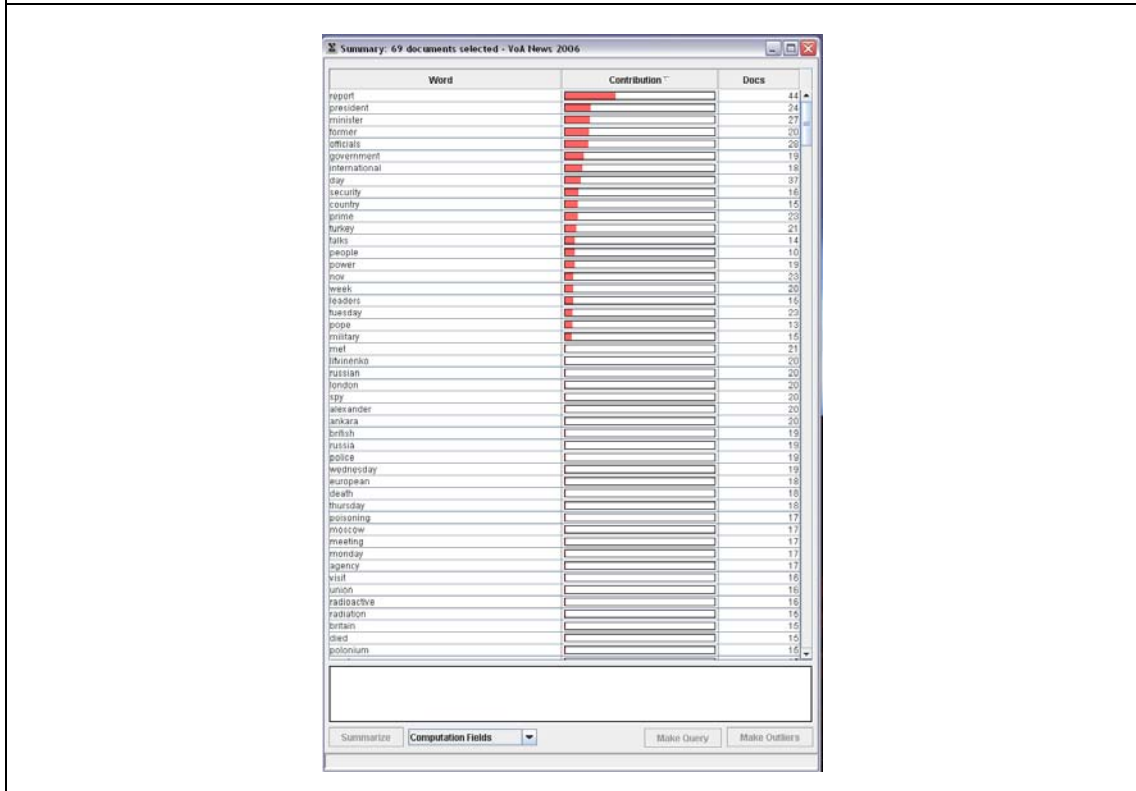 Summary: 69 documents selected - VoA News 2006
Word Contribution Docs
report 44
president 24
minister 27
former 20
officials 28
government 19
international 18
day 37
security 16
country 15
prime 23
turkey 21
talks 14
people 10
power 19
nov 23
week 20
leaders 16
tuesday 23
pope 13
military 15
met 21
litvinenko 20
russian 20
london 20
spy 20
alexander 20
ankara 20
british 19
russia 19
police 19
wednesday 19
european 18
death 18
thursday 18
poisoning 17
moscow 17
meeting 17
monday 17
agency 17
visit 16
union 16
radioactive 16
radiation 16
britain 15
died 15
polonium 15
Summarize Computation Fields Make Query Make Outliers